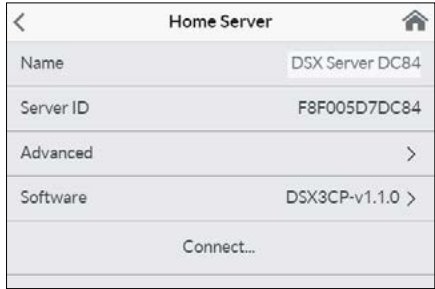 Home Server
Name DSX Server DC84
Server ID F8F005D7DC84
Advanced
Software DSX3CP-v1.1.0
Connect...